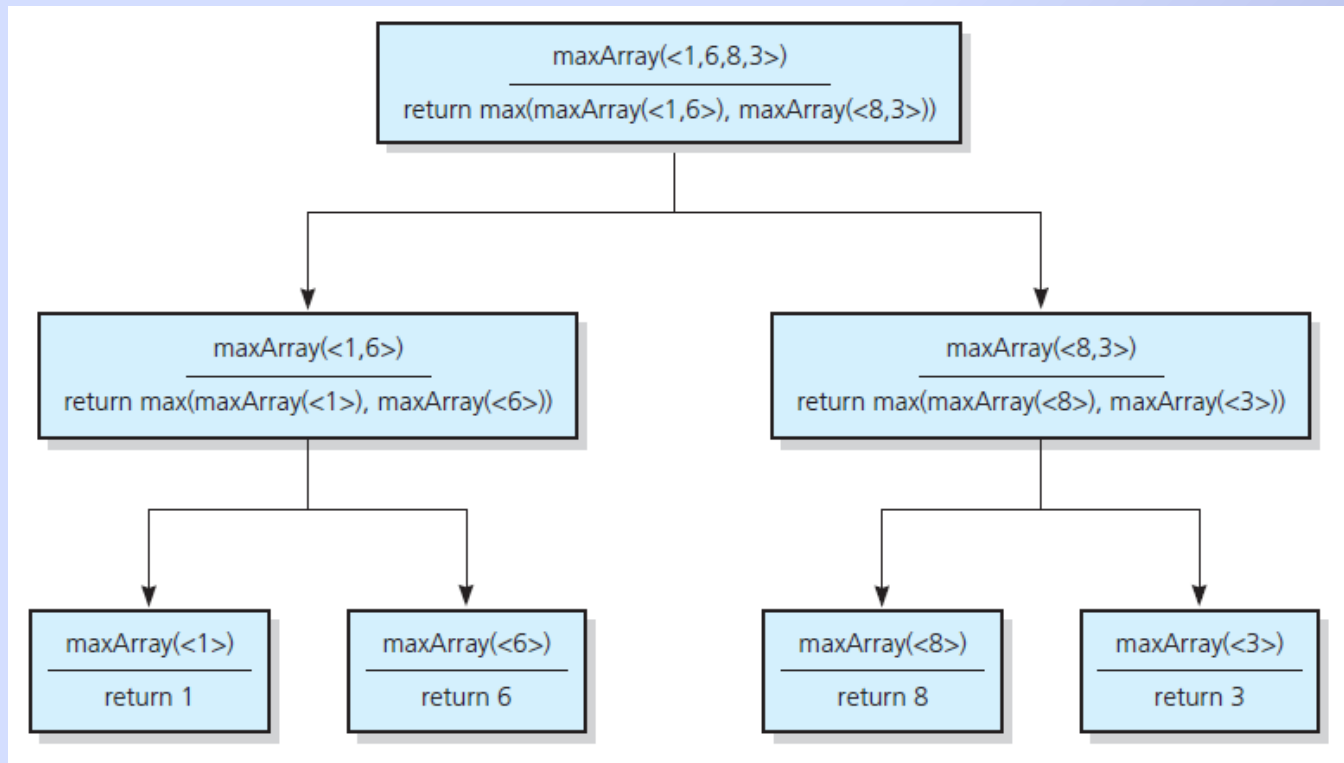 maxArray(<1,6,8,3>)
return max(maxArray(<1,6>), maxArray(<8,3>))
maxArray(<1,6>)
return max(maxArray(<1>), maxArray(<6>))
maxArray(<8,3>)
return max(maxArray(<8>), maxArray(<3>))
maxArray(<1>)
return 1
maxArray(<6>)
return 6
maxArray(<8>)
return 8
maxArray(<3>)
return 3